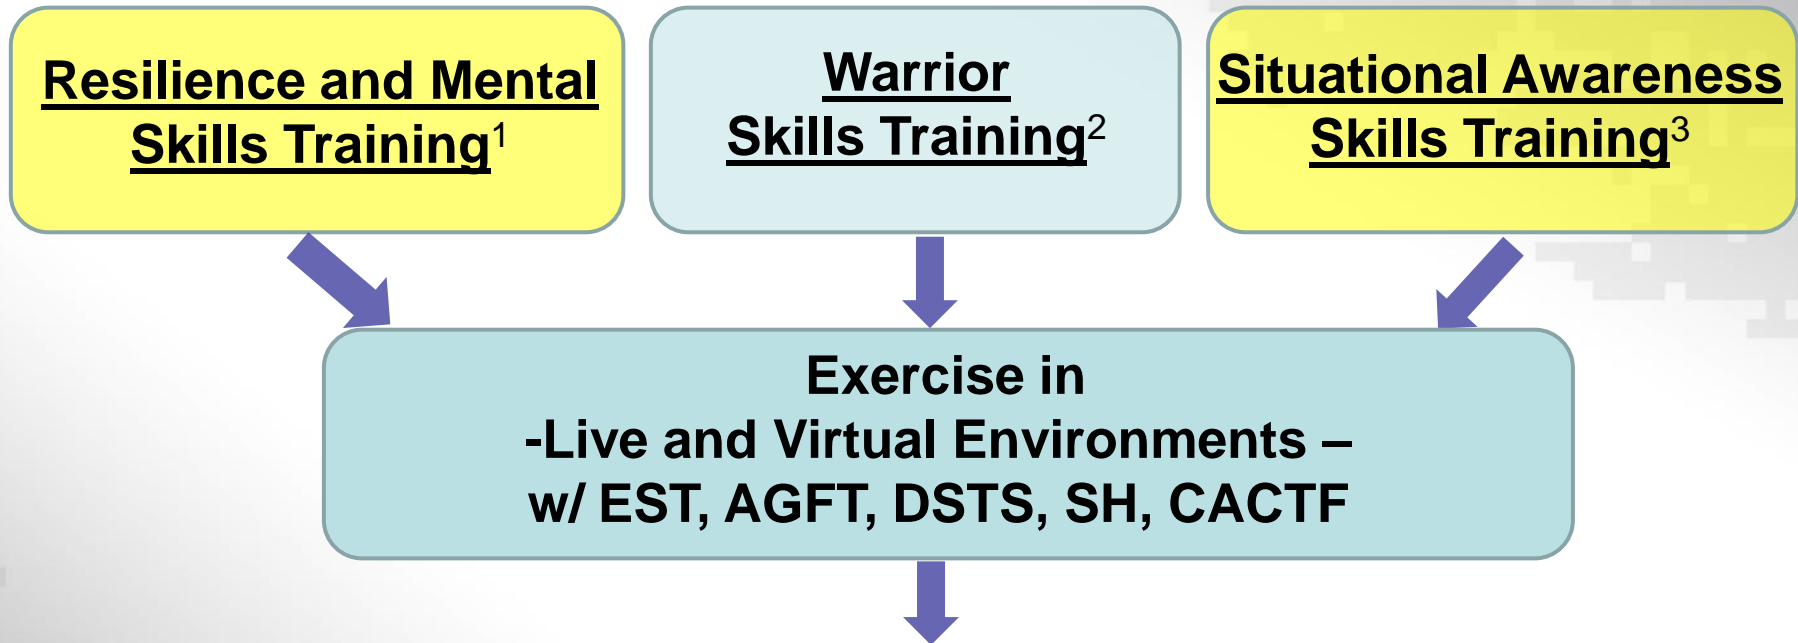 Resilience and Mental
Skills Training¹
Warrior
Skills Training²
Situational Awareness
Skills Training³
Exercise in
-Live and Virtual Environments –
w/ EST, AGFT, DSTS, SH, CACTF